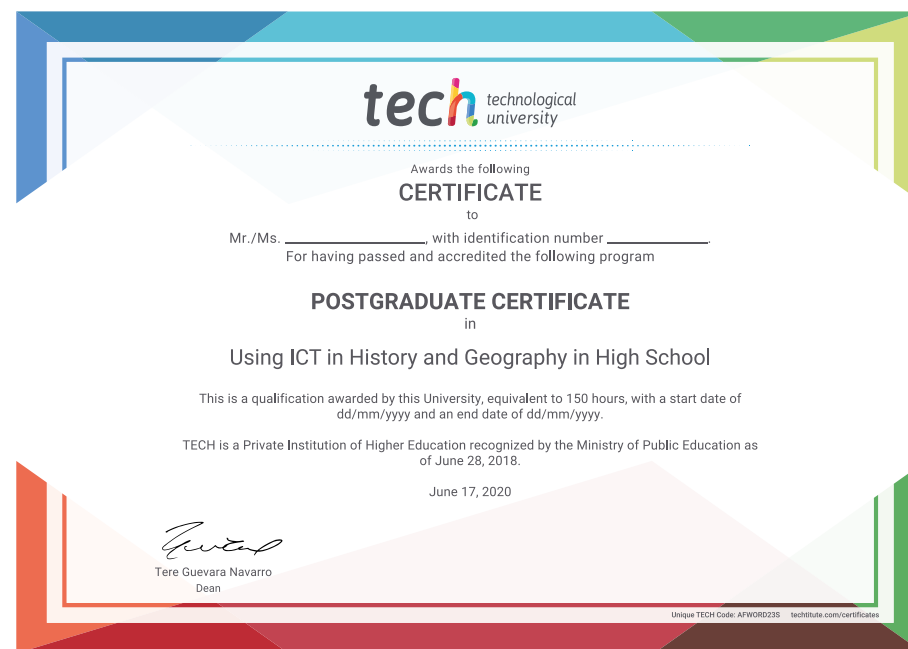 tech technological
university
Awards the following
CERTIFICATE
to
Mr./Ms. ____________, with identification number ____________.
For having passed and accredited the following program
POSTGRADUATE CERTIFICATE
in
Using ICT in History and Geography in High School
This is a qualification awarded by this University, equivalent to 150 hours, with a start date of
dd/mm/yyyy and an end date of dd/mm/yyyy.
TECH is a Private Institution of Higher Education recognized by the Ministry of Public Education as
of June 28, 2018.
June 17, 2020
Tere Guevara Navarro
Dean
Unique TECH Code: AFWORD23S techtitute.com/certificates